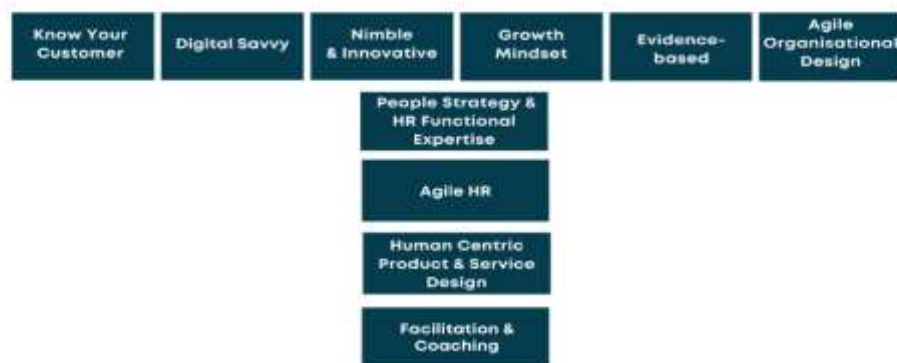 Know Your
Customer
Digital Savvy
Nimble
& Innovative
Growth
Mindset
Evidence-
based
Agile
Organisational
Design
People Strategy &
HR Functional
Expertise
Agile HR
Human Centric
Product & Service
Design
Facilitation &
Coaching